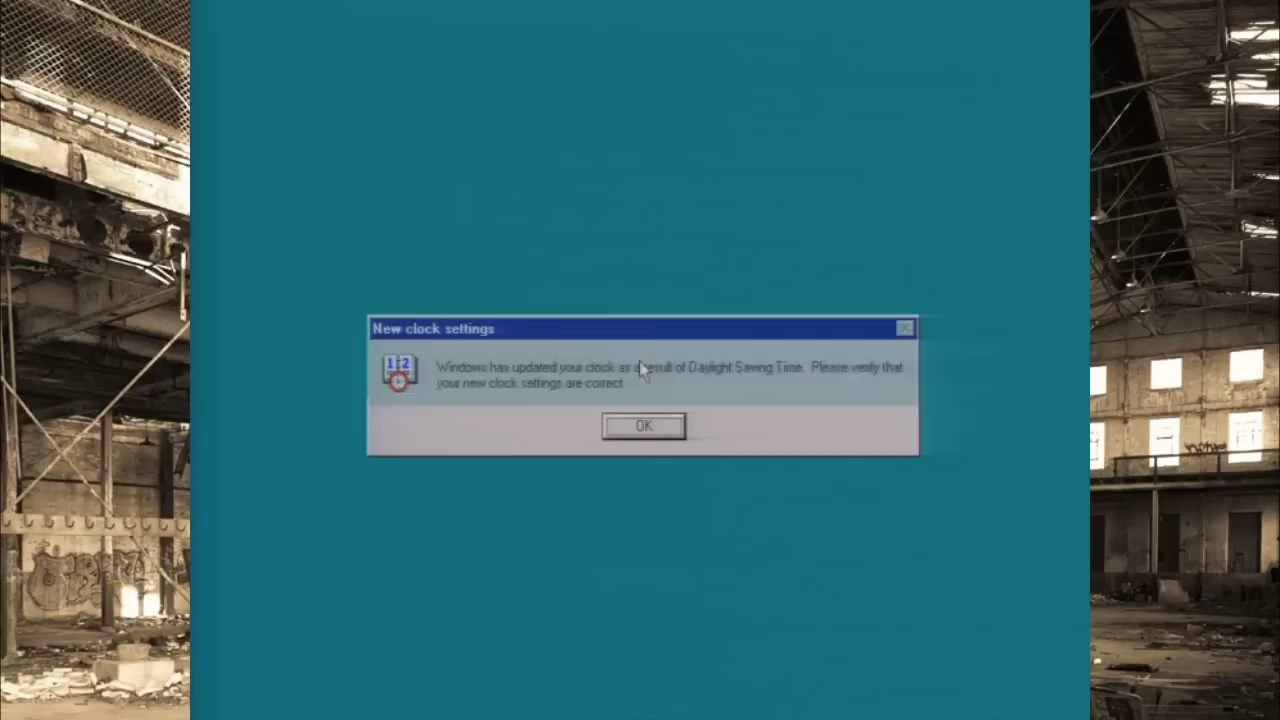 New clock settings
12
Windows has updated your clock as a result of Daylight Saving Time. Please verify that
your new clock settings are correct.
OK